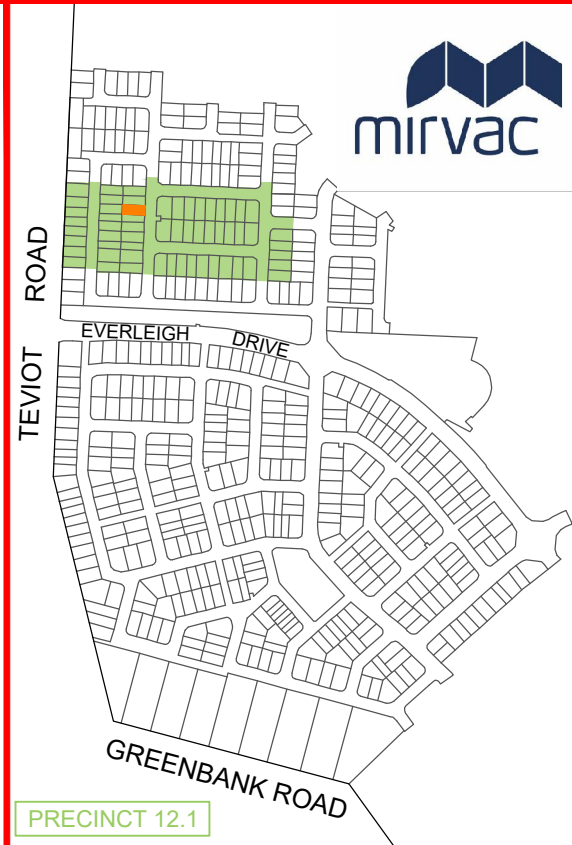 mirvac
TEVIOT ROAD
EVERLEIGH DRIVE
GREENBANK ROAD
PRECINCT 12.1